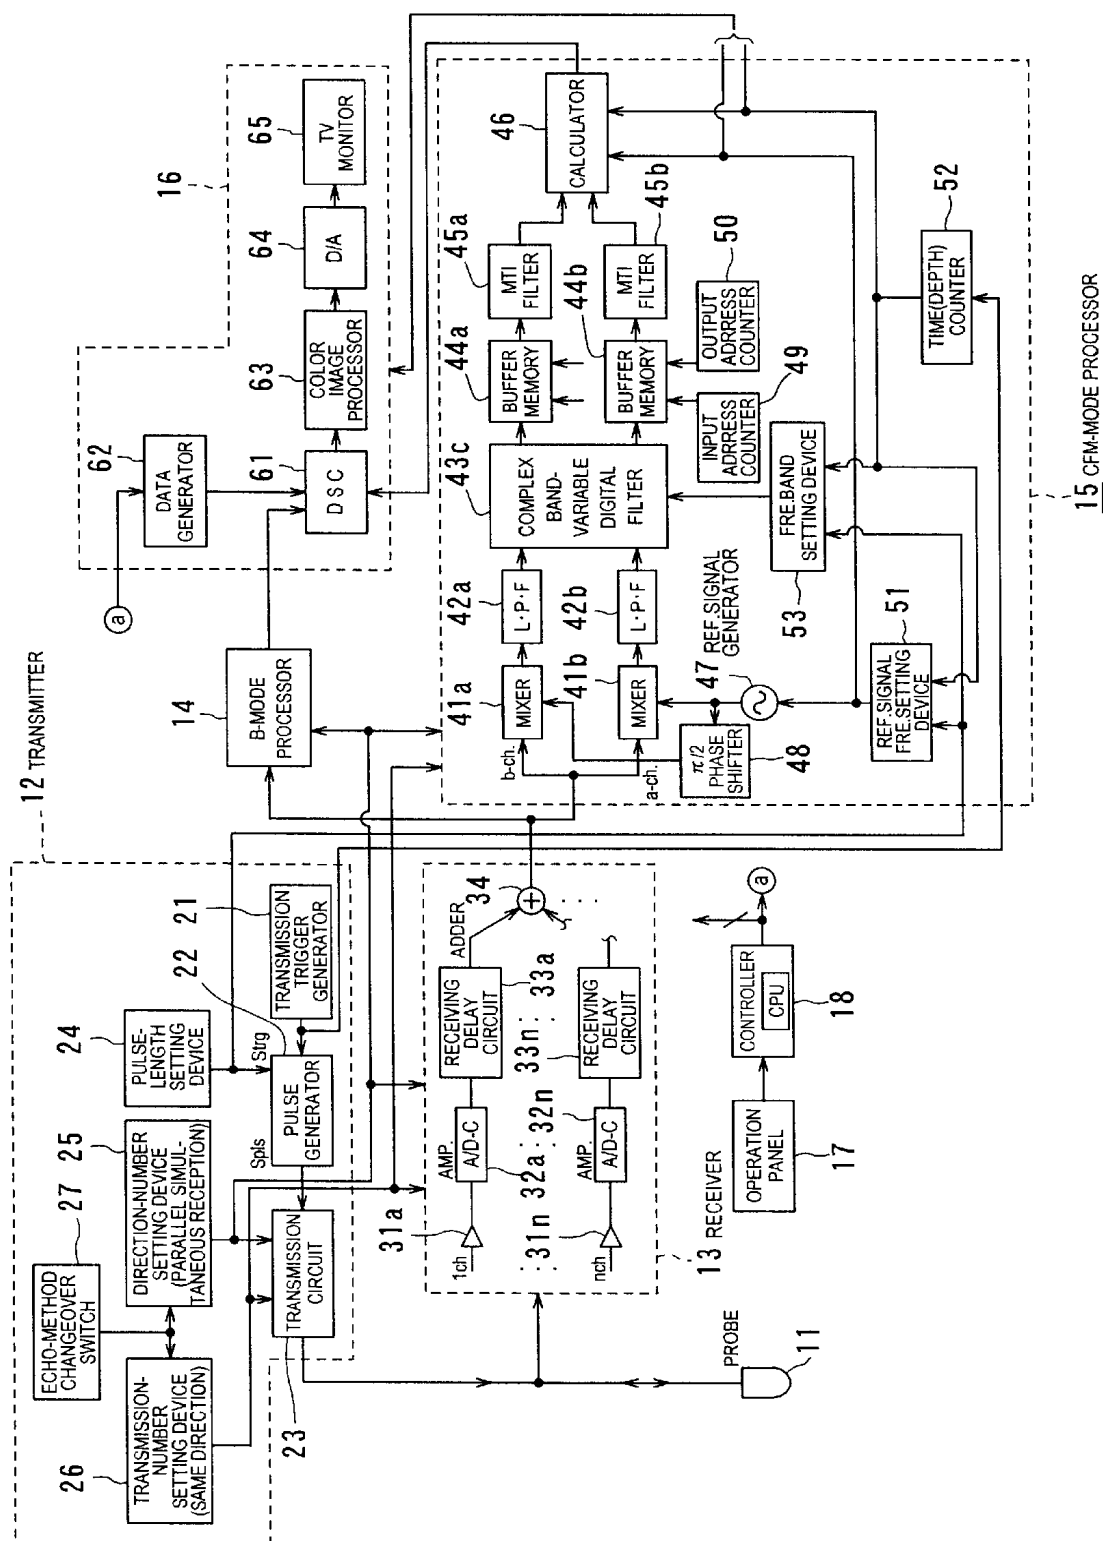 12 TRANSMITTER
27
ECHO-METHOD
CHANGEOVER
SWITCH
26
TRANSMISSION-
NUMBER
SETTING DEVICE
(SAME DIRECTION)
25
DIRECTION-NUMBER
SETTING DEVICE
(PARALLEL SIMUL-
TANEOUS RECEPTION)
24
PULSE-
LENGTH
SETTING
DEVICE
23
TRANSMISSION
CIRCUIT
Spls
22
PULSE
GENERATOR
Strg
21
TRANSMISSION
TRIGGER
GENERATOR
PROBE
11
13 RECEIVER
1ch
31a
AMP.
A/D-C
32a
RECEIVING
DELAY
CIRCUIT
33a
ADDER
34
+
nch
31n
AMP.
A/D-C
32n
RECEIVING
DELAY
CIRCUIT
33n
OPERATION
PANEL
17
CONTROLLER
CPU
18
a
14
B-MODE
PROCESSOR
16
a
62
DATA
GENERATOR
61
DSC
63
COLOR
IMAGE
PROCESSOR
64
D/A
65
TV
MONITOR
15 CFM-MODE PROCESSOR
b-ch.
41a
MIXER
42a
L·P·F
a-ch.
41b
MIXER
42b
L·P·F
43c
COMPLEX
BAND-
VARIABLE
DIGITAL
FILTER
44a
BUFFER
MEMORY
45a
MTI
FILTER
44b
BUFFER
MEMORY
45b
MTI
FILTER
46
CALCULATOR
π/2
PHASE
SHIFTER
48
47
REF.SIGNAL
GENERATOR
INPUT
ADRRESS
COUNTER
49
OUTPUT
ADRRESS
COUNTER
50
REF.SIGNAL
FRE.SETTING
DEVICE
51
FRE.BAND
SETTING DEVICE
53
TIME(DEPTH)
COUNTER
52